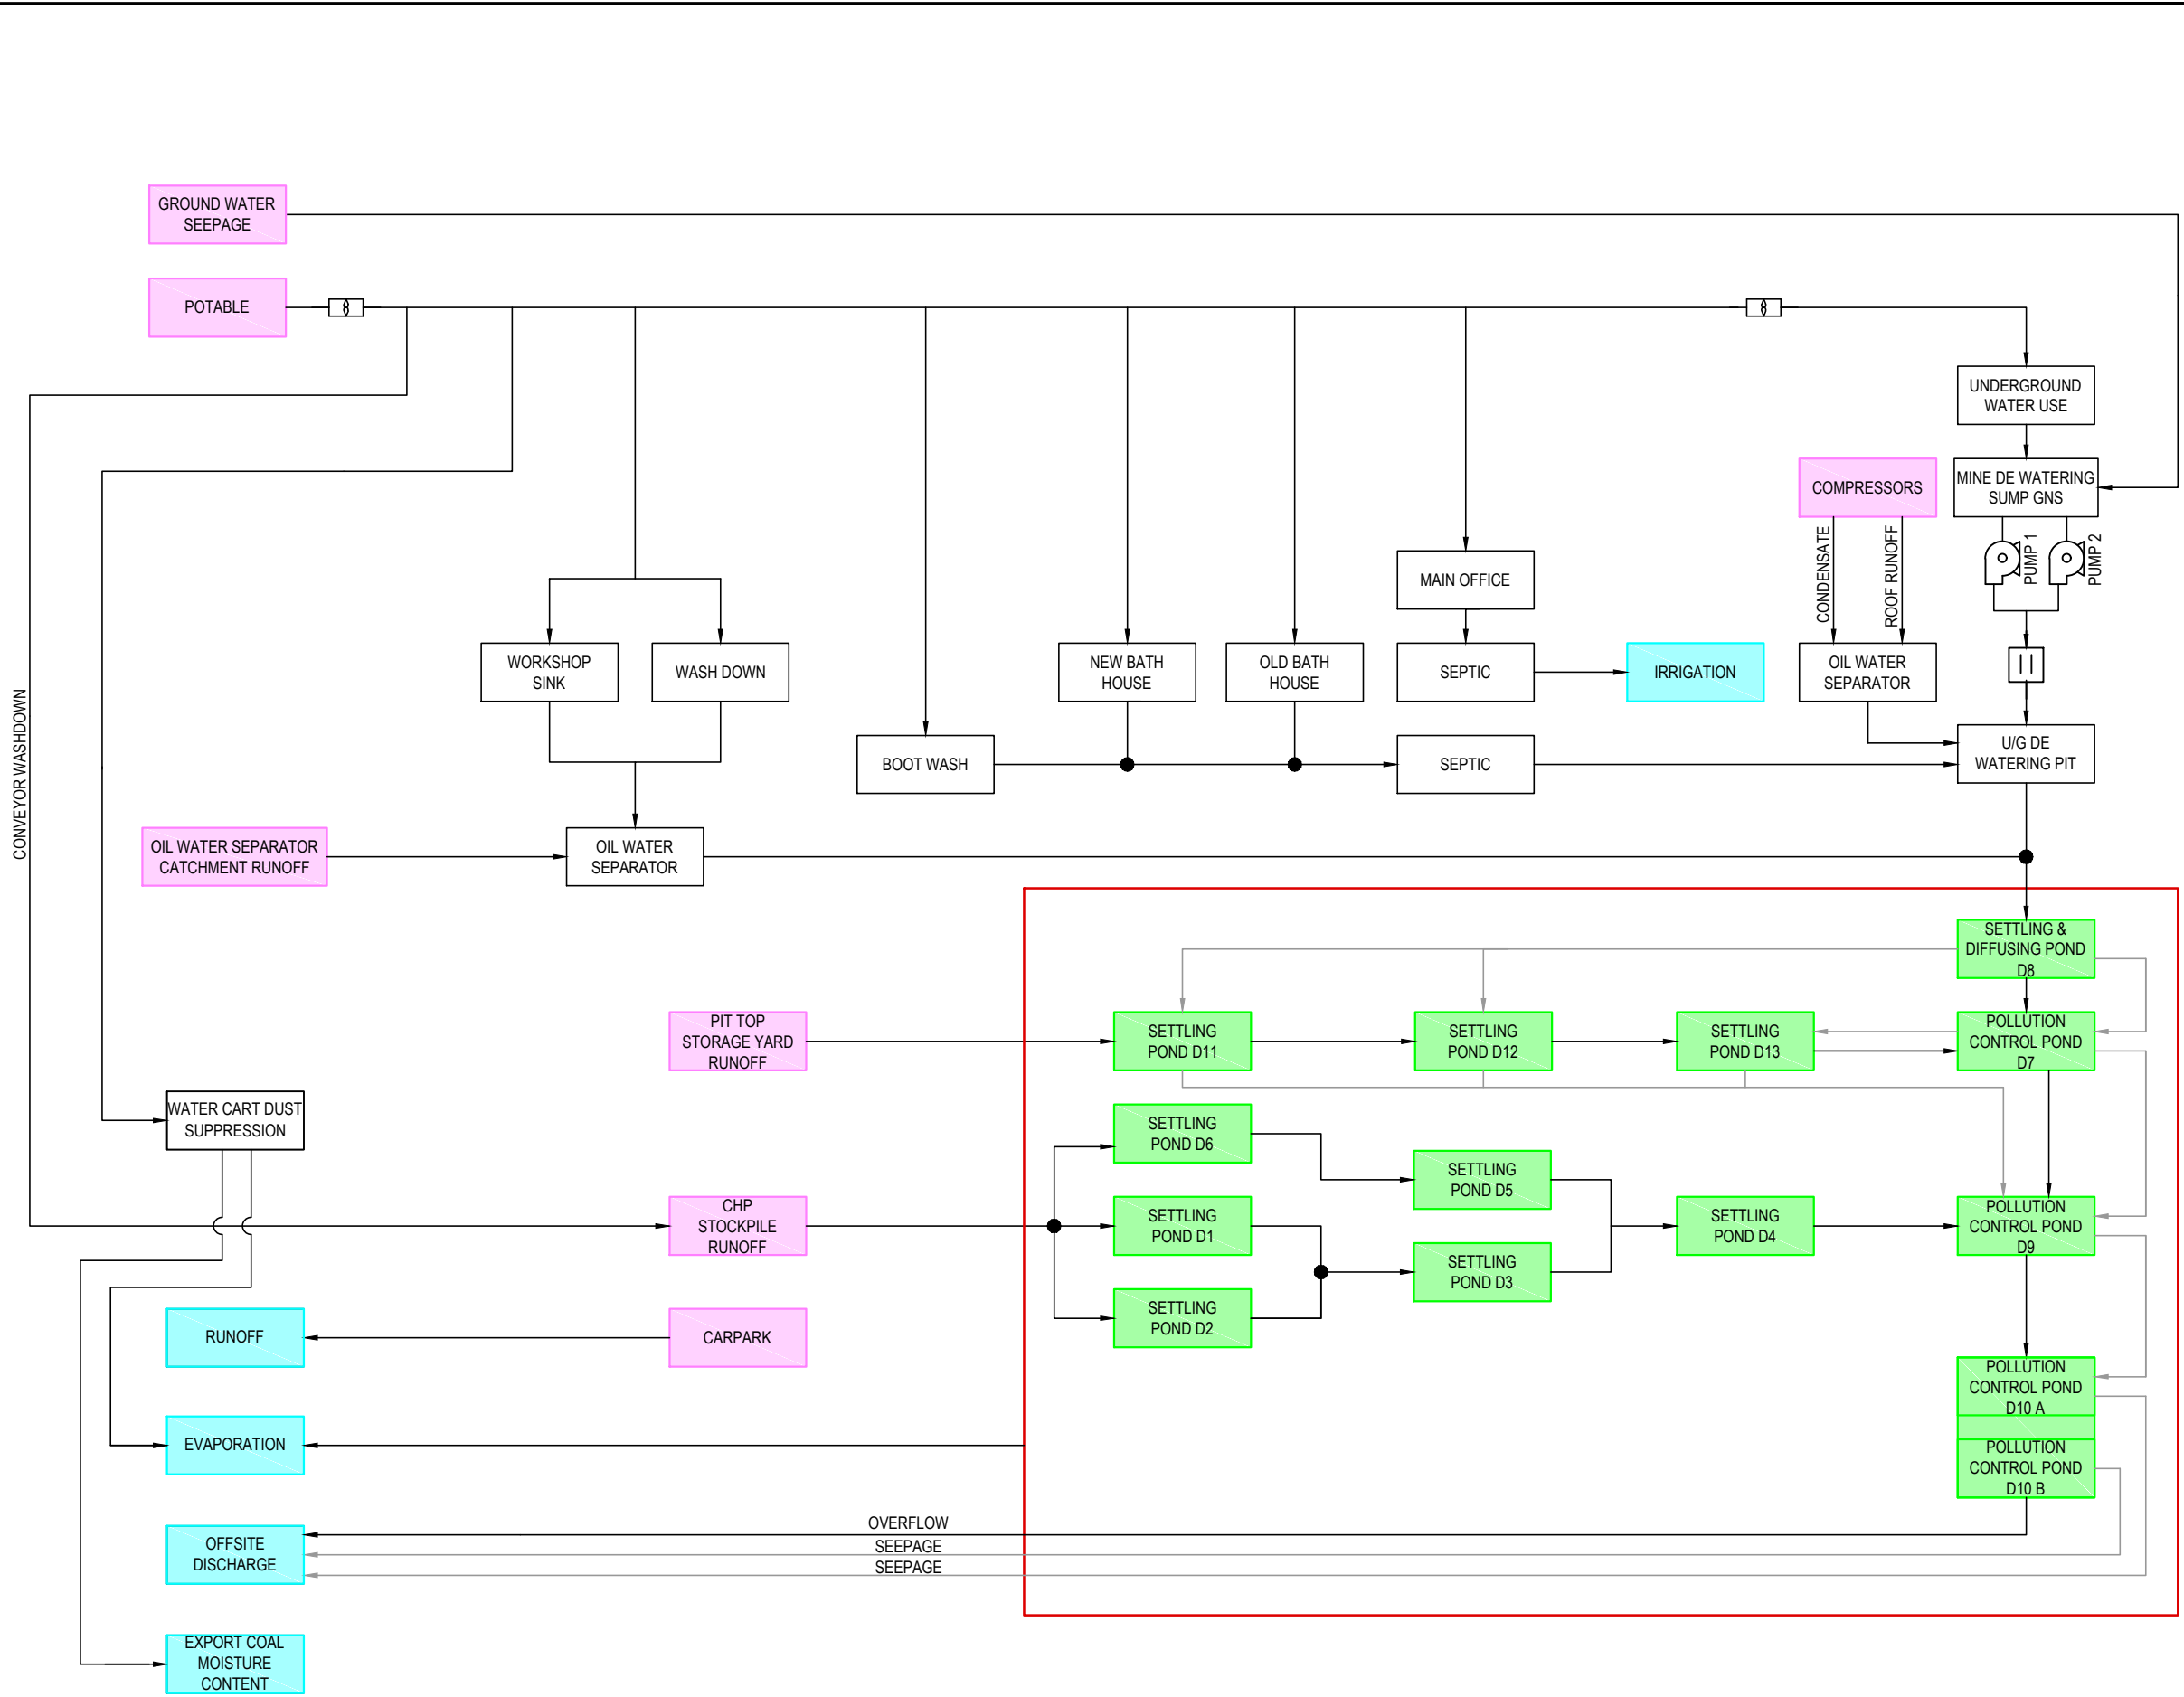 GROUND WATER
SEEPAGE
POTABLE
UNDERGROUND
WATER USE
COMPRESSORS
MINE DE WATERING
SUMP GNS
CONDENSATE
ROOF RUNOFF
PUMP 1
PUMP 2
MAIN OFFICE
WORKSHOP
SINK
WASH DOWN
NEW BATH
HOUSE
OLD BATH
HOUSE
SEPTIC
IRRIGATION
OIL WATER
SEPARATOR
BOOT WASH
SEPTIC
U/G DE
WATERING PIT
CONVEYOR WASHDOWN
OIL WATER SEPARATOR
CATCHMENT RUNOFF
OIL WATER
SEPARATOR
SETTLING &
DIFFUSING POND
D8
PIT TOP
STORAGE YARD
RUNOFF
SETTLING
POND D11
SETTLING
POND D12
SETTLING
POND D13
POLLUTION
CONTROL POND
D7
WATER CART DUST
SUPPRESSION
SETTLING
POND D6
SETTLING
POND D5
CHP
STOCKPILE
RUNOFF
SETTLING
POND D1
SETTLING
POND D4
POLLUTION
CONTROL POND
D9
SETTLING
POND D3
RUNOFF
CARPARK
SETTLING
POND D2
POLLUTION
CONTROL POND
D10 A
EVAPORATION
POLLUTION
CONTROL POND
D10 B
OFFSITE
DISCHARGE
OVERFLOW
SEEPAGE
SEEPAGE
EXPORT COAL
MOISTURE
CONTENT